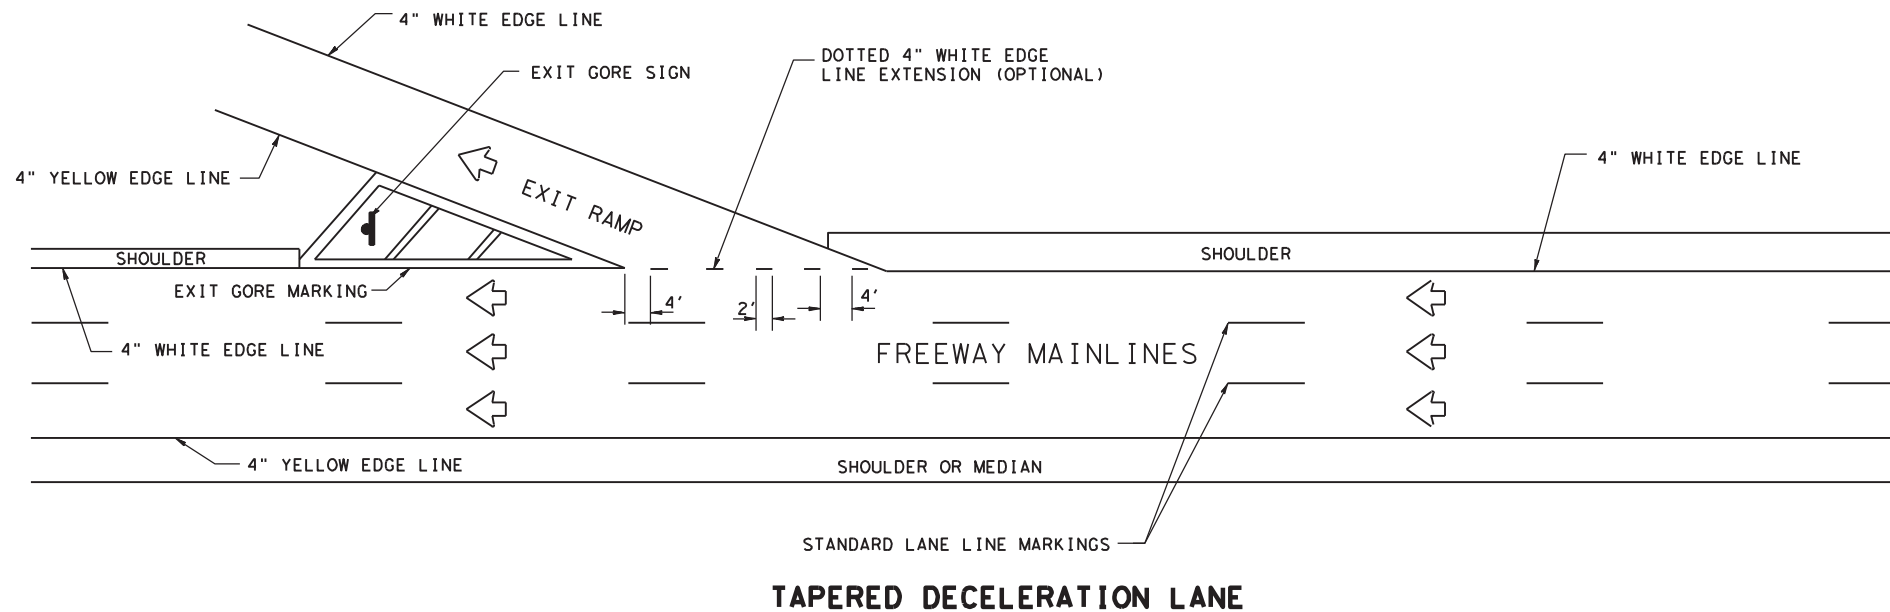 4" WHITE EDGE LINE
EXIT GORE SIGN
DOTTED 4" WHITE EDGE
LINE EXTENSION (OPTIONAL)
4" WHITE EDGE LINE
4" YELLOW EDGE LINE
EXIT RAMP
SHOULDER
SHOULDER
EXIT GORE MARKING
4'
2'
4'
4" WHITE EDGE LINE
FREEWAY MAINLINES
4" YELLOW EDGE LINE
SHOULDER OR MEDIAN
STANDARD LANE LINE MARKINGS
TAPERED DECELERATION LANE